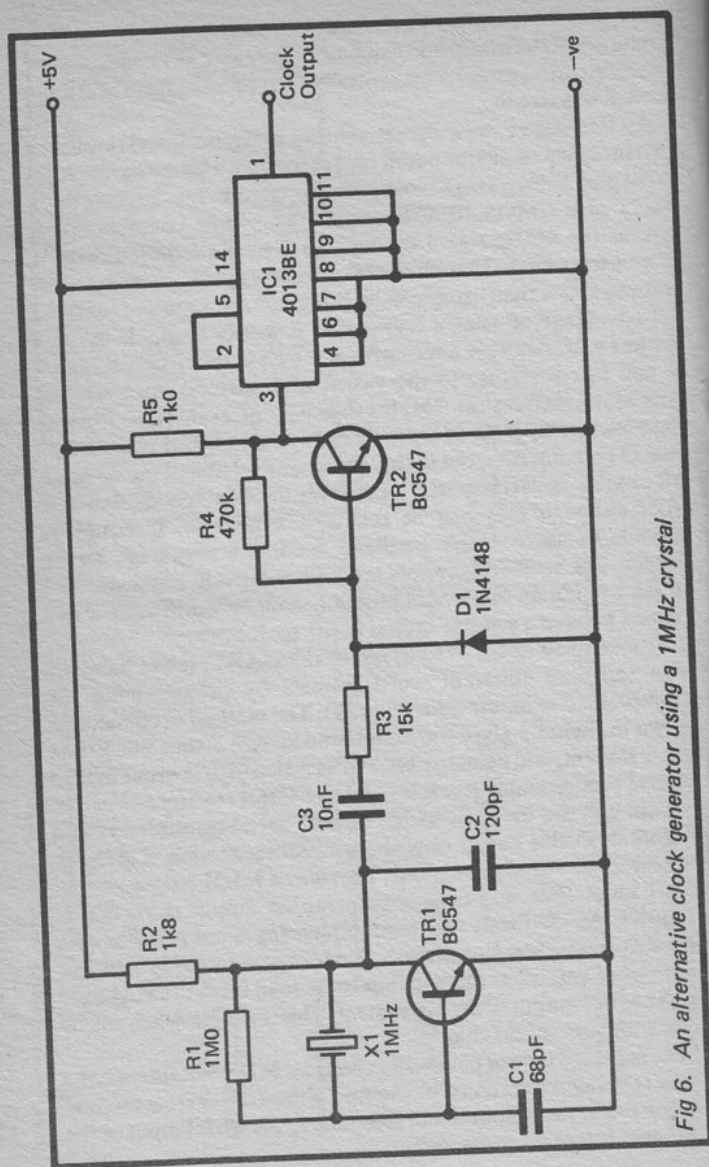 +5V
R2
1k8
R5
1k0
R1
1M0
R4
470k
2
5
14
X1
1MHz
C3
10nF
R3
15k
3
IC1
4013BE
1
Clock
Output
4
6
7
8
9
10
11
TR1
BC547
TR2
BC547
C1
68pF
C2
120pF
D1
1N4148
−ve
Fig 6. An alternative clock generator using a 1MHz crystal